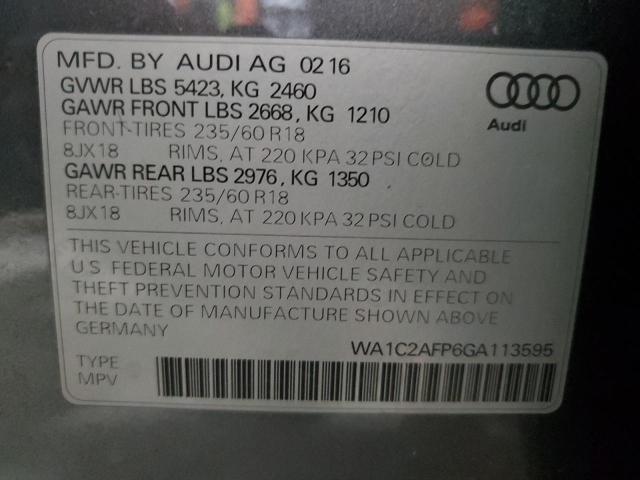 MFD. BY AUDI AG 02 16
GVWR LBS 5423, KG 2460
GAWR FRONT LBS 2668, KG 1210
FRONT-TIRES 235/60 R18
8JX18 RIMS, AT 220 KPA 32 PSI COLD
GAWR REAR LBS 2976, KG 1350
REAR-TIRES 235/60 R18
8JX18 RIMS, AT 220 KPA 32 PSI COLD
Audi
THIS VEHICLE CONFORMS TO ALL APPLICABLE
U.S. FEDERAL MOTOR VEHICLE SAFETY AND
THEFT PREVENTION STANDARDS IN EFFECT ON
THE DATE OF MANUFACTURE SHOWN ABOVE
GERMANY
WA1C2AFP6GA113595
TYPE
MPV